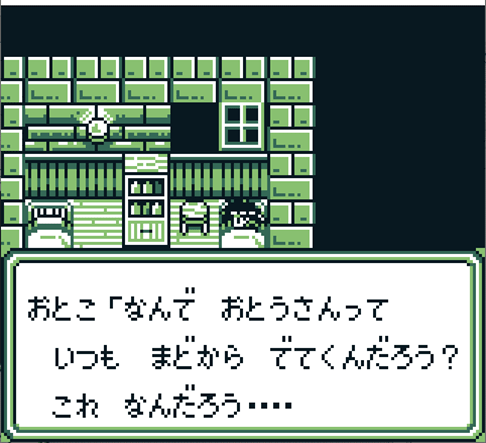 おとこ「なんで　おとうさんって
いつも　まどから　でてくんだろう？
これ　なんだろう‥‥